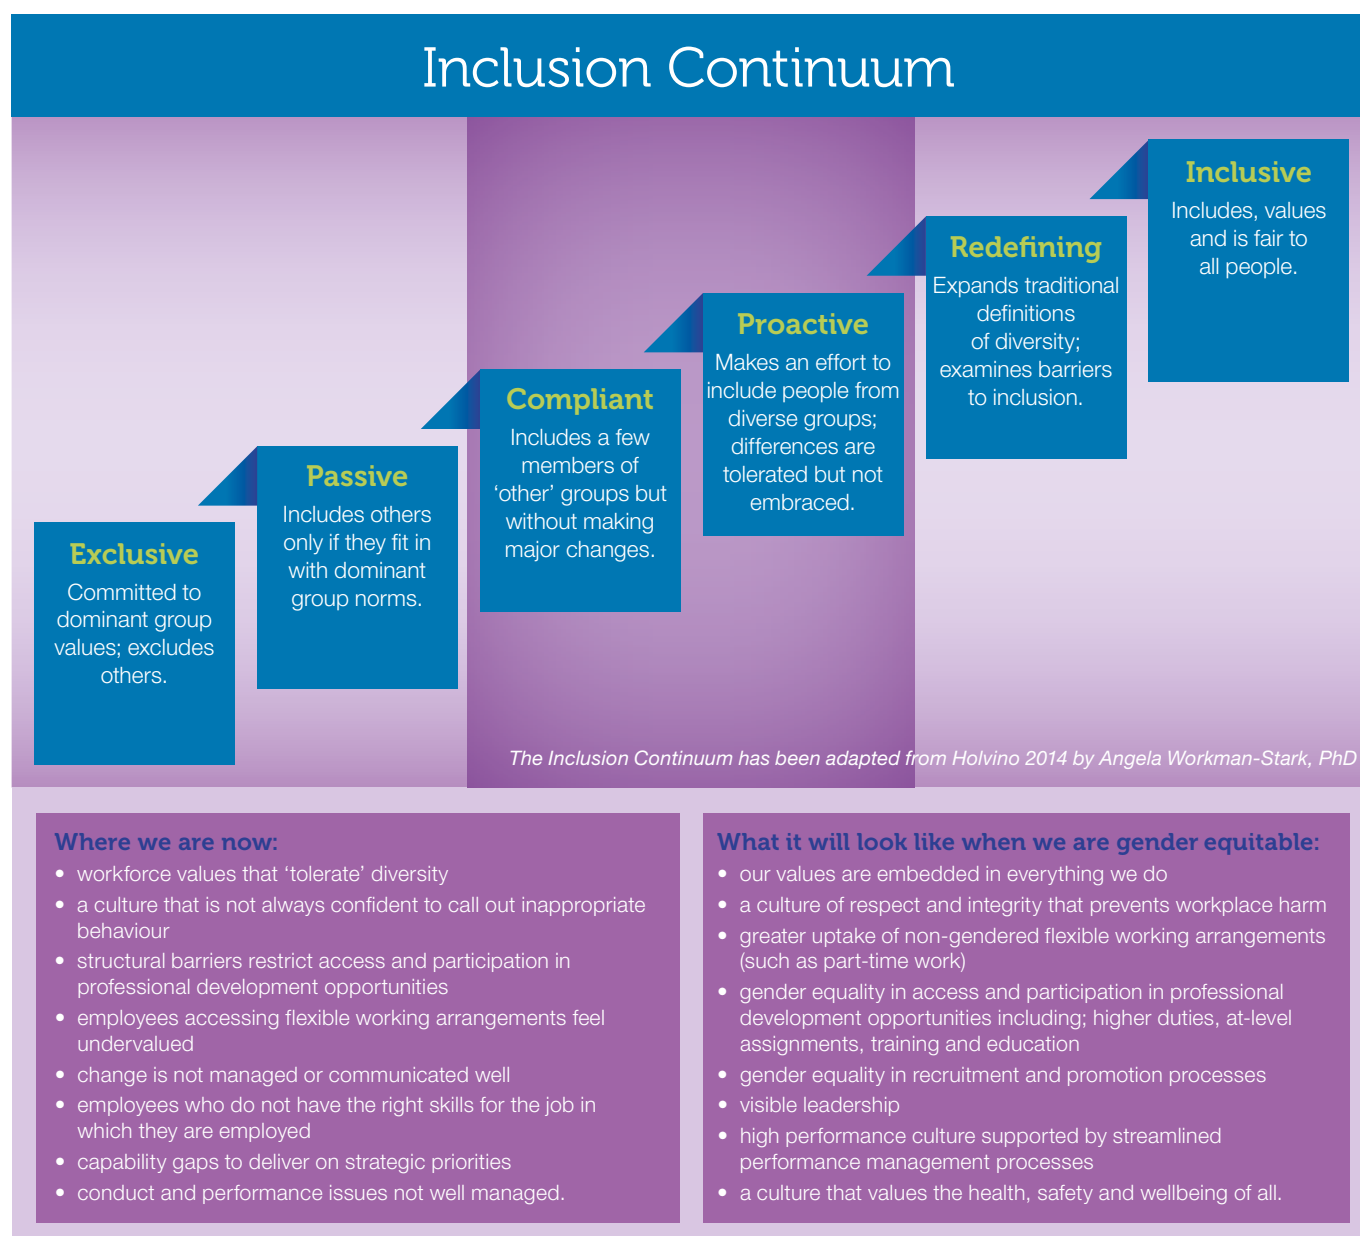 Inclusion Continuum
Exclusive
Committed to
dominant group
values; excludes
others.
Passive
Includes others
only if they fit in
with dominant
group norms.
Compliant
Includes a few
members of
‘other’ groups but
without making
major changes.
Proactive
Makes an effort to
include people from
diverse groups;
differences are
tolerated but not
embraced.
Redefining
Expands traditional
definitions
of diversity;
examines barriers
to inclusion.
Inclusive
Includes, values
and is fair to
all people.
The Inclusion Continuum has been adapted from Holvino 2014 by Angela Workman-Stark, PhD
Where we are now:
• workforce values that ‘tolerate’ diversity
• a culture that is not always confident to call out inappropriate
behaviour
• structural barriers restrict access and participation in
professional development opportunities
• employees accessing flexible working arrangements feel
undervalued
• change is not managed or communicated well
• employees who do not have the right skills for the job in
which they are employed
• capability gaps to deliver on strategic priorities
• conduct and performance issues not well managed.
What it will look like when we are gender equitable:
• our values are embedded in everything we do
• a culture of respect and integrity that prevents workplace harm
• greater uptake of non-gendered flexible working arrangements
(such as part-time work)
• gender equality in access and participation in professional
development opportunities including; higher duties, at-level
assignments, training and education
• gender equality in recruitment and promotion processes
• visible leadership
• high performance culture supported by streamlined
performance management processes
• a culture that values the health, safety and wellbeing of all.